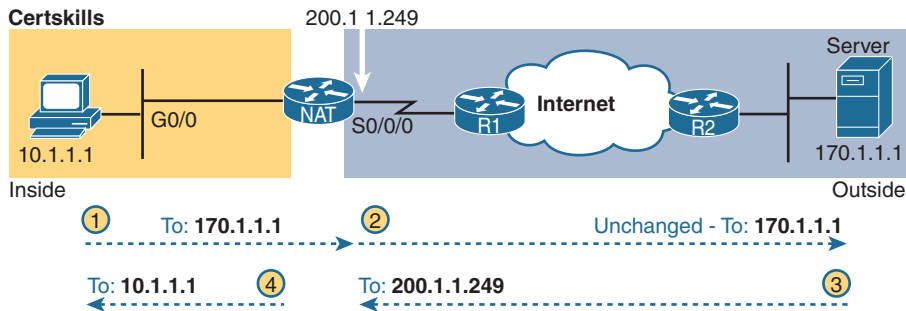 Certskills
200.1 1.249
Server
Internet
NAT
G0/0
S0/0/0
R1
R2
10.1.1.1
170.1.1.1
Inside
Outside
1
To: 170.1.1.1
2
Unchanged - To: 170.1.1.1
To: 10.1.1.1
4
To: 200.1.1.249
3